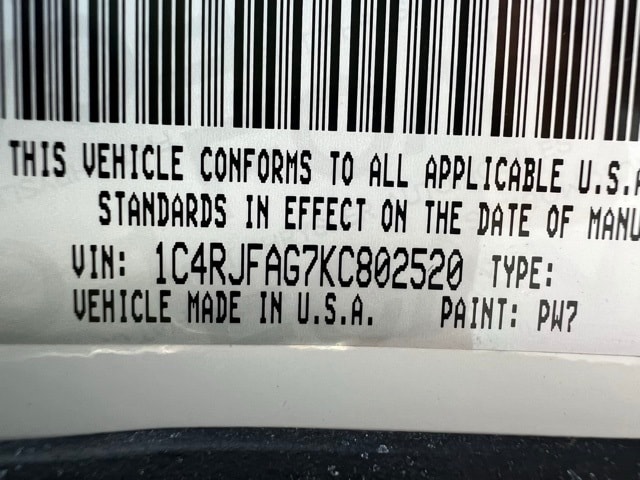 THIS VEHICLE CONFORMS TO ALL APPLICABLE U.S.A
STANDARDS IN EFFECT ON THE DATE OF MANU
VIN: 1C4RJFAG7KC802520 TYPE:
VEHICLE MADE IN U.S.A. PAINT: PW7